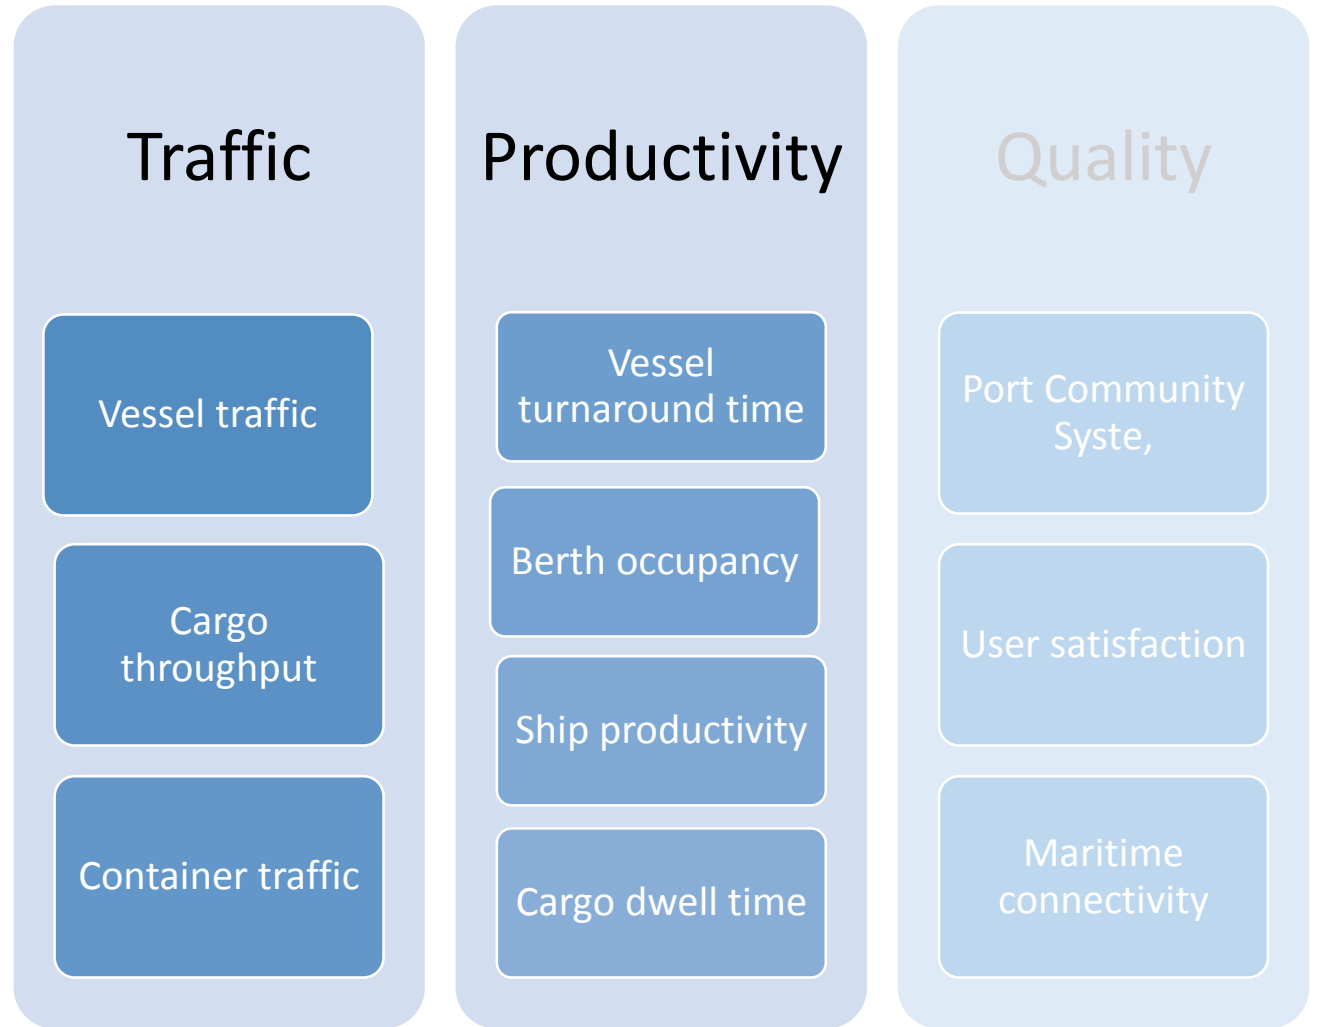 Traffic
Vessel traffic
Cargo
throughput
Container traffic
Productivity
Vessel
turnaround time
Berth occupancy
Ship productivity
Cargo dwell time
Quality
Port Community
Syste,
User satisfaction
Maritime
connectivity